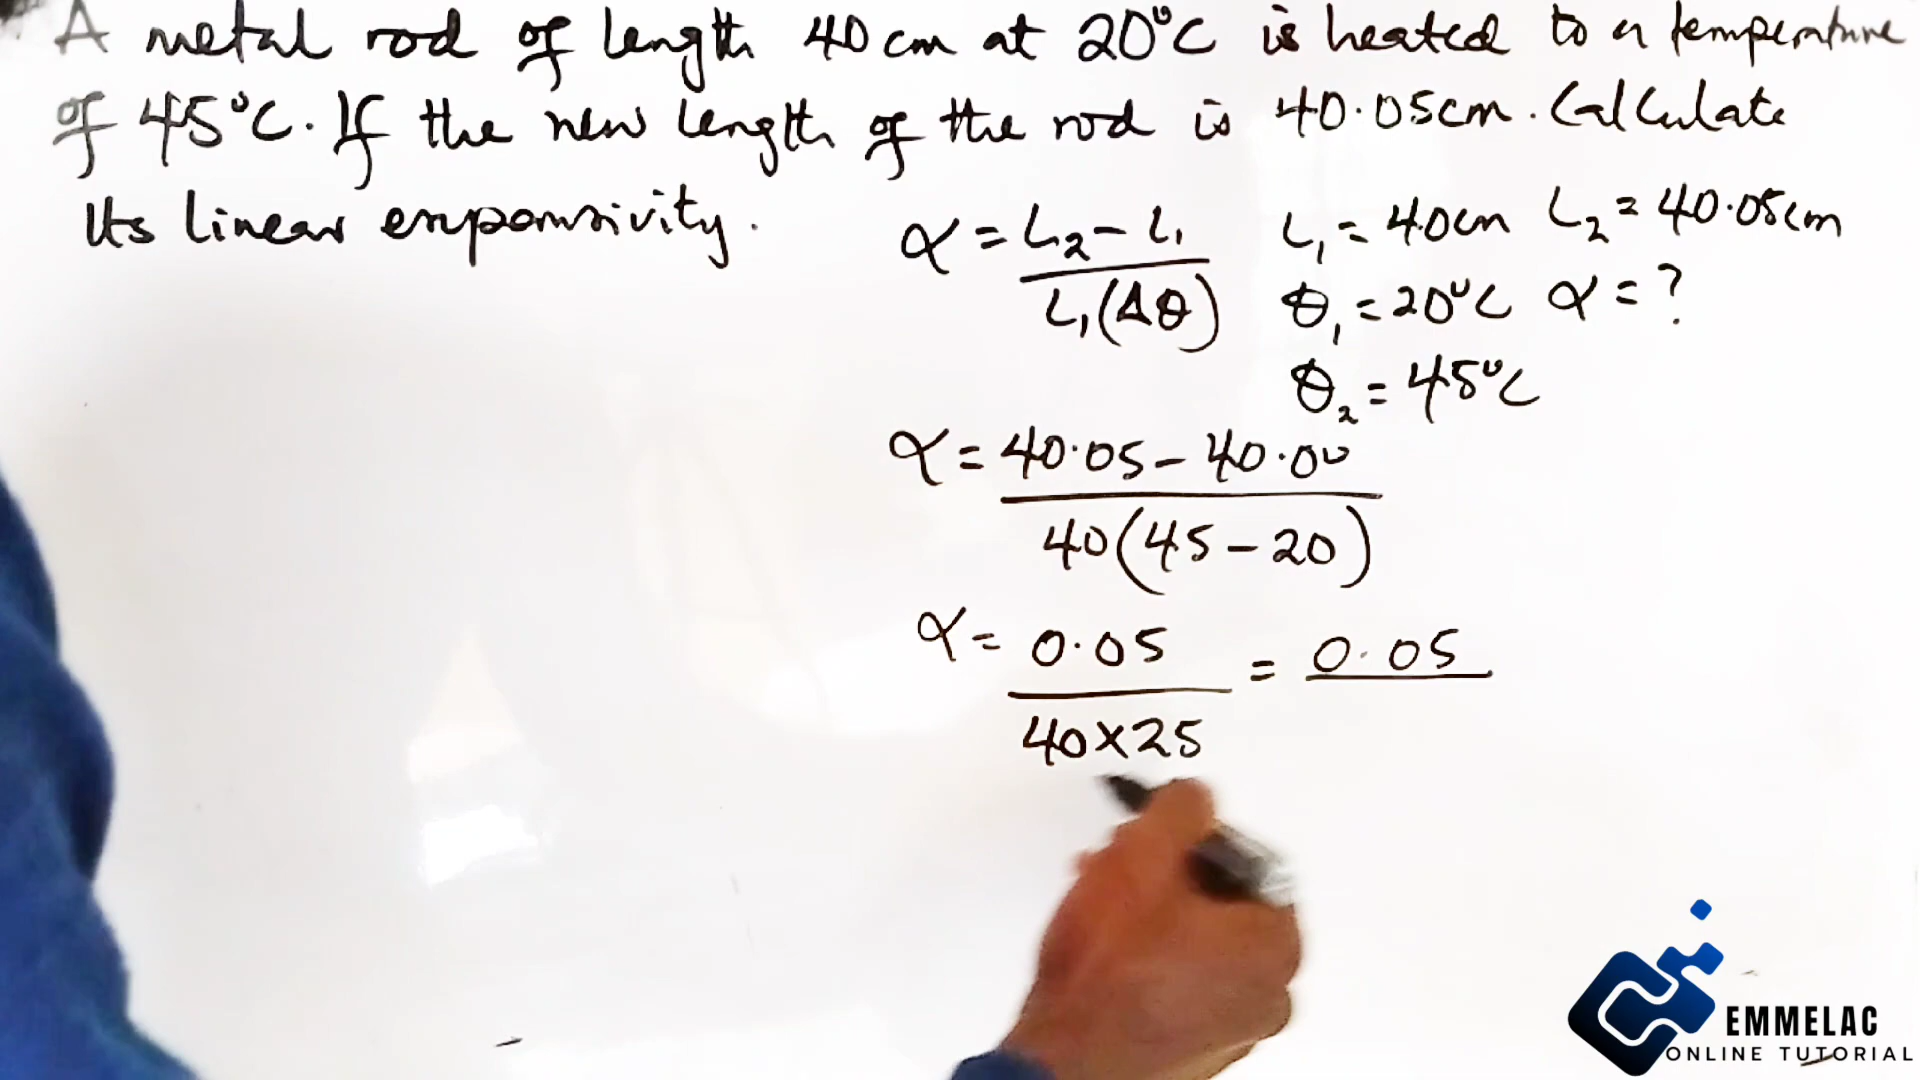 A metal rod of length 40cm at 20°C is heated to a temperature
of 45°C. If the new length of the rod is 40.05cm. Calculate
Its linear expansivity.
α = L₂ - L₁ / L₁(Δθ)
L₁ = 40cm L₂ = 40.05cm
θ₁ = 20°C α = ?
θ₂ = 45°C
α = 40.05 - 40.00 / 40(45 - 20)
α = 0.05 / 40×25 = 0.05
EMMELAC
ONLINE TUTORIAL